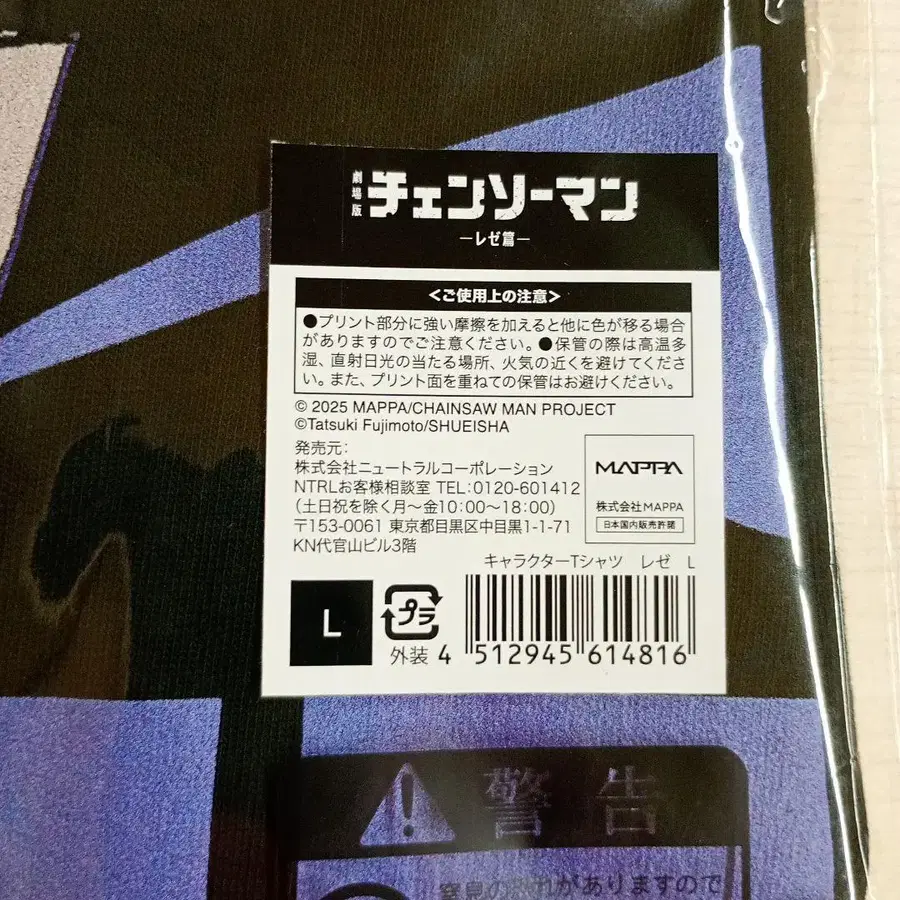 劇場版 チェンソーマン
―レゼ篇―
＜ご使用上の注意＞
●プリント部分に強い摩擦を加えると他に色が移る場合
がありますのでご注意ください。●保管の際は高温多
湿、直射日光の当たる場所、火気の近くを避けてくださ
い。また、プリント面を重ねての保管はお避けください。
© 2025 MAPPA/CHAINSAW MAN PROJECT
©Tatsuki Fujimoto/SHUEISHA
発売元：
株式会社ニュートラルコーポレーション
NTRLお客様相談室 TEL:0120-601412
（土日祝を除く月～金10:00～18:00）
〒153-0061 東京都目黒区中目黒1-1-71
KN代官山ビル3階
MAPPA
株式会社MAPPA
日本国内販売許諾
キャラクターTシャツ レゼ L
L
プラ
外装
4 512945 614816
警告
窒息の恐れがありますので